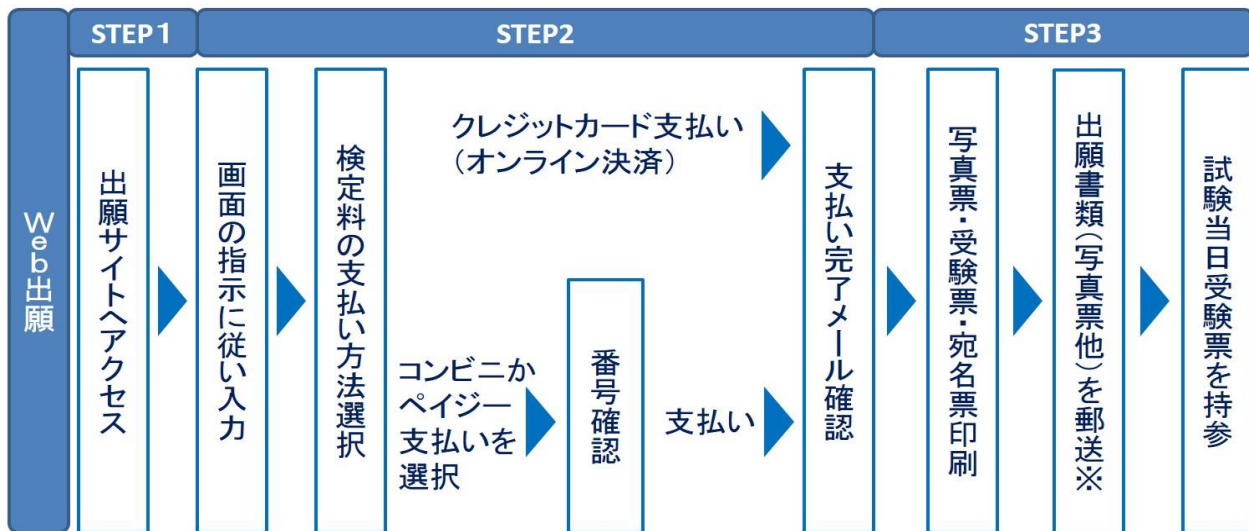 Web出願
STEP1
STEP2
STEP3
出願サイトへアクセス
画面の指示に従い入力
検定料の支払い方法選択
クレジットカード支払い
（オンライン決済）
コンビニか
ペイジー
支払いを
選択
番号確認
支払い
支払い完了メール確認
写真票・受験票・宛名票印刷
出願書類（写真票他）を郵送※
試験当日受験票を持参